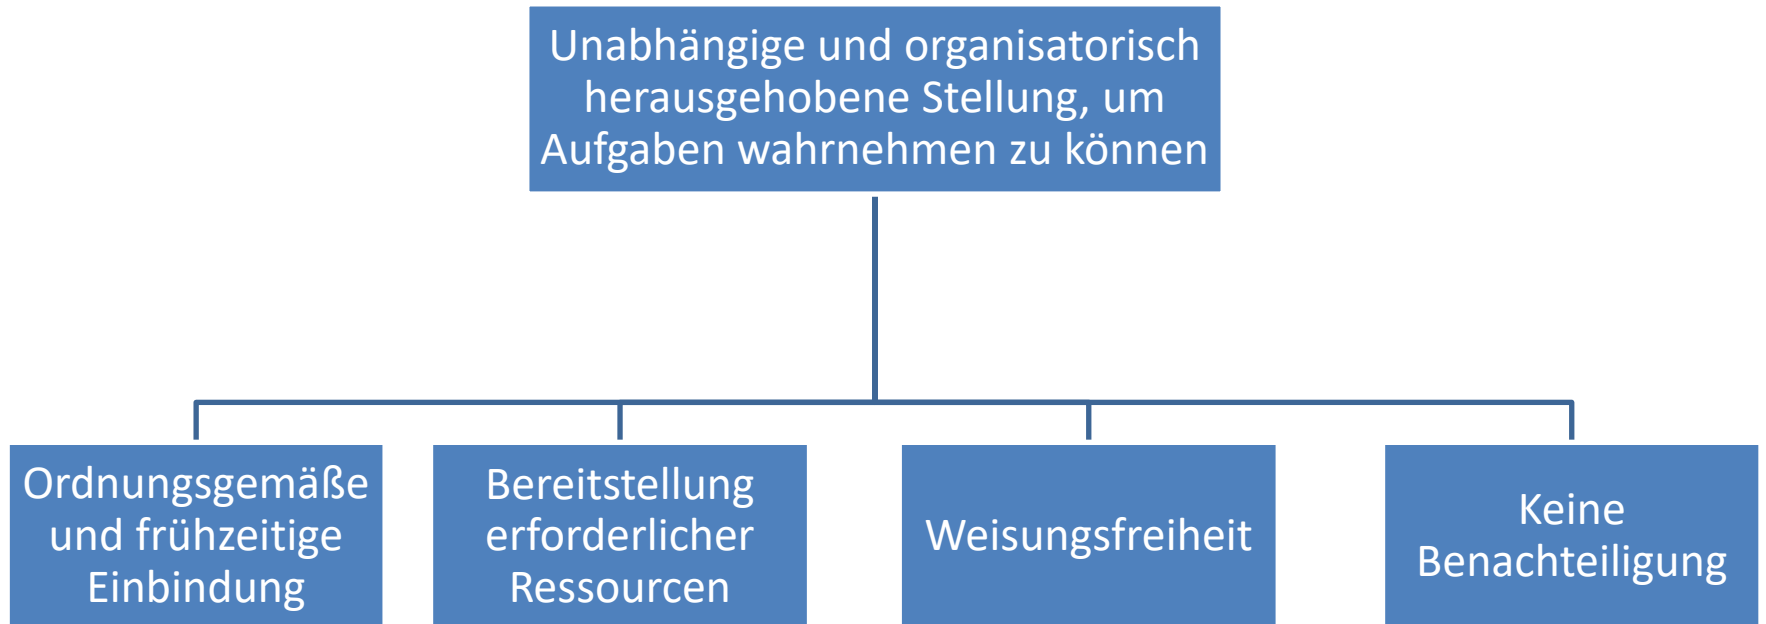 Unabhängige und organisatorisch
herausgehobene Stellung, um
Aufgaben wahrnehmen zu können
Ordnungsgemäße
und frühzeitige
Einbindung
Bereitstellung
erforderlicher
Ressourcen
Weisungsfreiheit
Keine
Benachteiligung